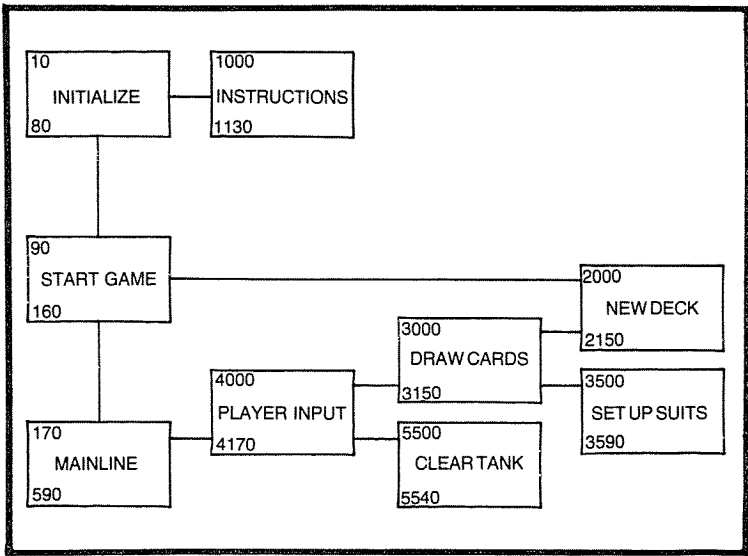 10
INITIALIZE
80
1000
INSTRUCTIONS
1130
90
START GAME
160
2000
NEW DECK
2150
3000
DRAW CARDS
3150
3500
SET UP SUITS
3590
4000
PLAYER INPUT
4170
5500
CLEAR TANK
5540
170
MAINLINE
590